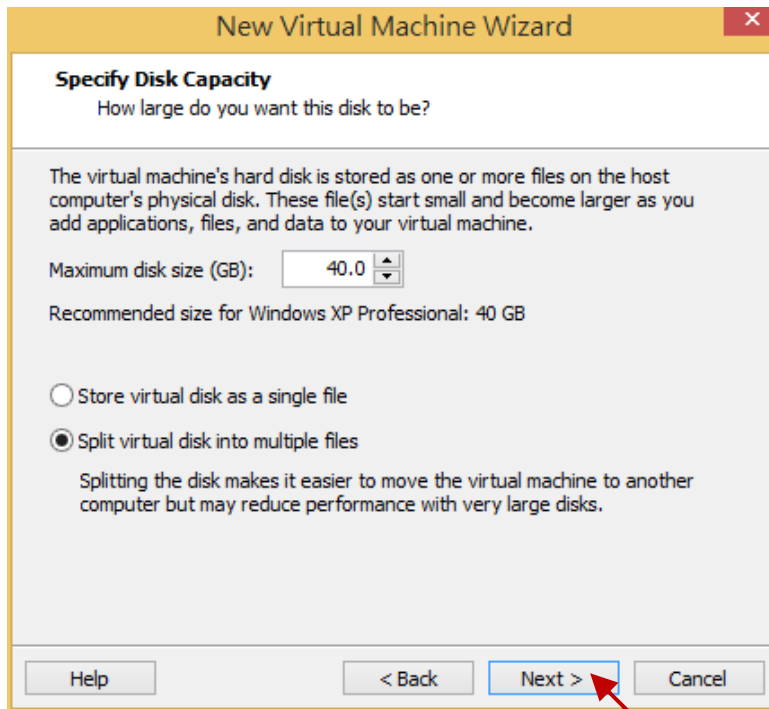 New Virtual Machine Wizard
Specify Disk Capacity
How large do you want this disk to be?
The virtual machine's hard disk is stored as one or more files on the host
computer's physical disk. These file(s) start small and become larger as you
add applications, files, and data to your virtual machine.
Maximum disk size (GB): 40.0
Recommended size for Windows XP Professional: 40 GB
Store virtual disk as a single file
Split virtual disk into multiple files
Splitting the disk makes it easier to move the virtual machine to another
computer but may reduce performance with very large disks.
Help < Back Next > Cancel